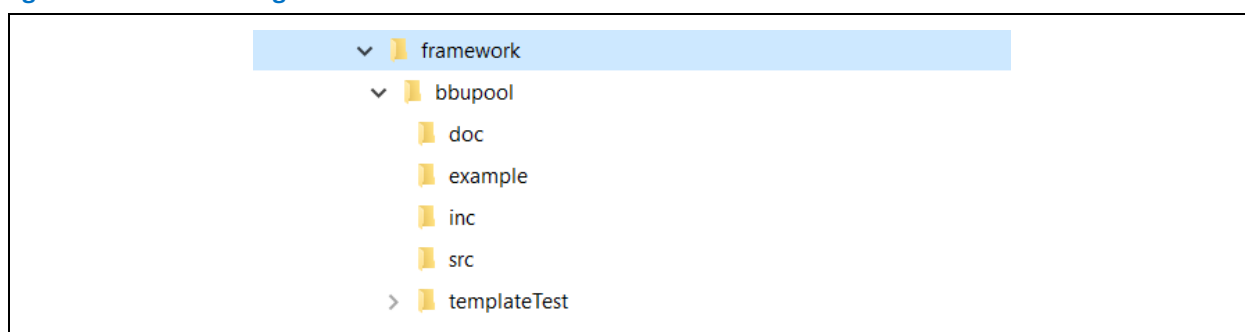 framework
bbupool
doc
example
inc
src
templateTest